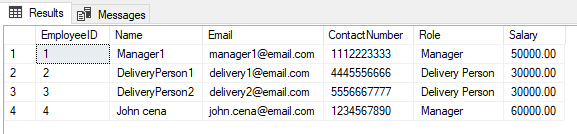 Results Messages
EmployeeID Name Email ContactNumber Role Salary
1 1 Manager1 manager1@email.com 1112223333 Manager 50000.00
2 2 DeliveryPerson1 delivery1@email.com 4445556666 Delivery Person 30000.00
3 3 DeliveryPerson2 delivery2@email.com 5556667777 Delivery Person 30000.00
4 4 John cena john.cena@email.com 1234567890 Manager 60000.00